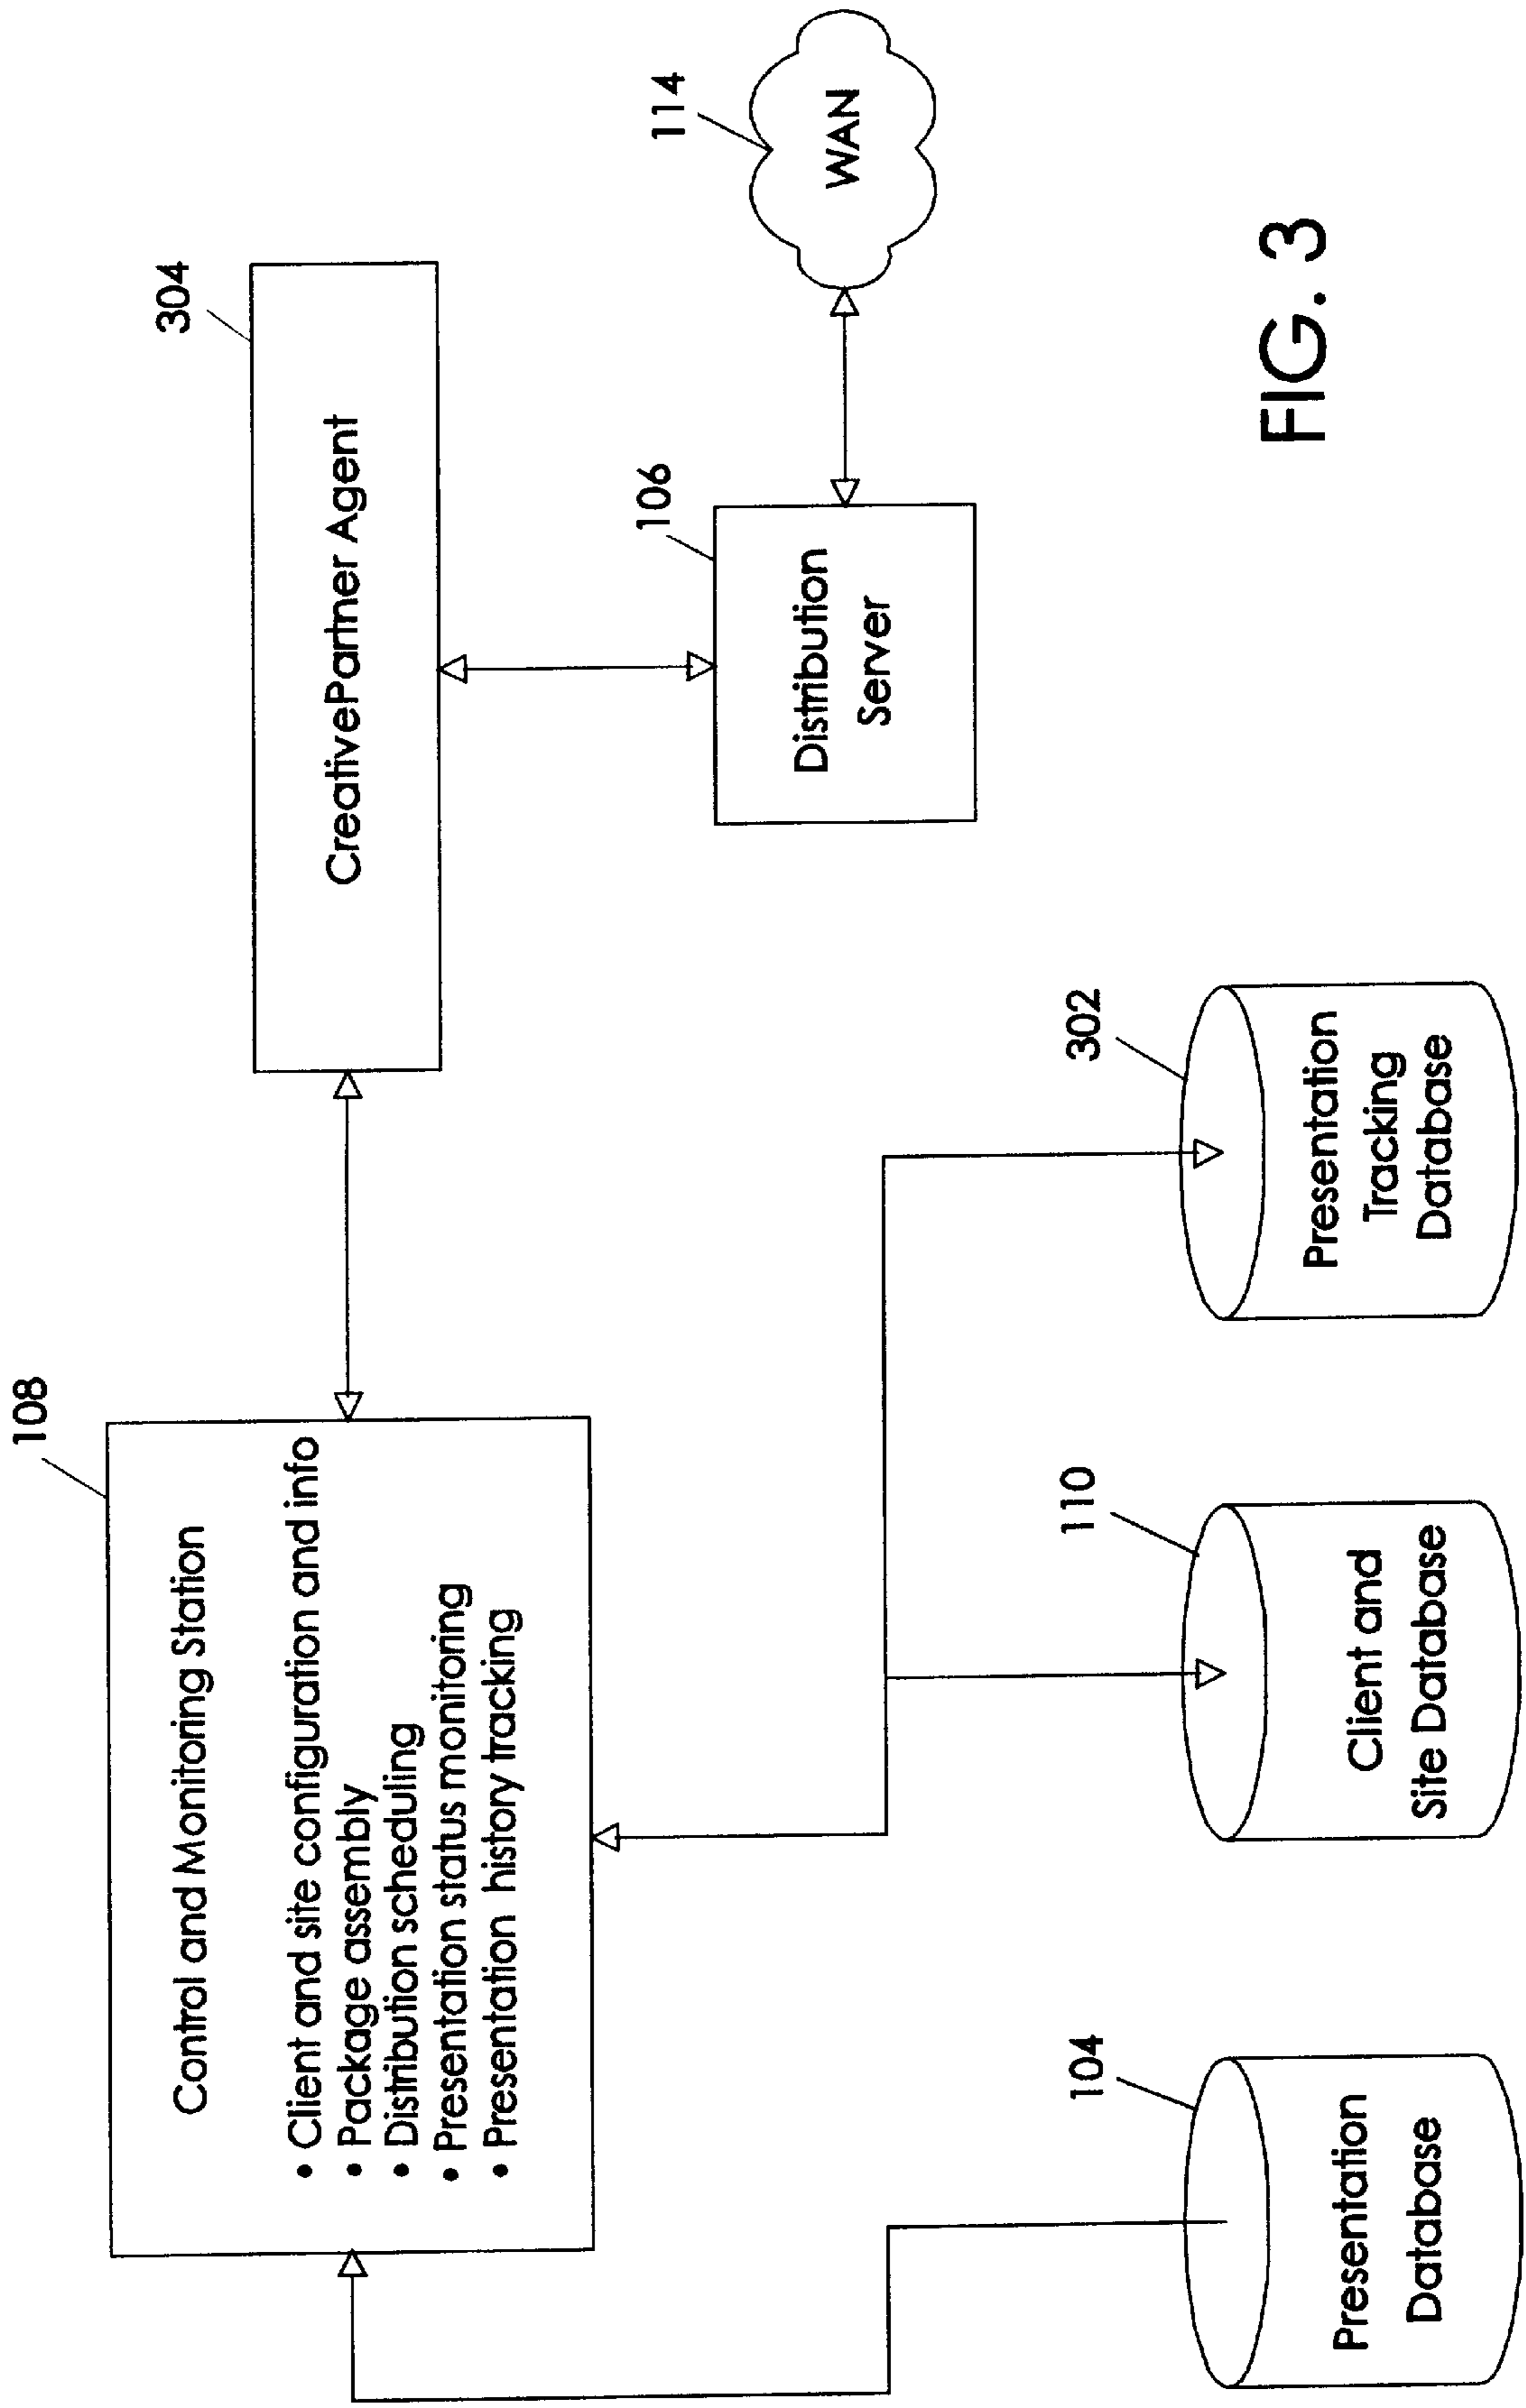 108
Control and Monitoring Station
• Client and site configuration and info
• Package assembly
• Distribution scheduling
• Presentation status monitoring
• Presentation history tracking
304
CreativePartner Agent
106
Distribution
Server
114
WAN
104
Presentation
Database
110
Client and
Site Database
302
Presentation
Tracking
Database
FIG. 3